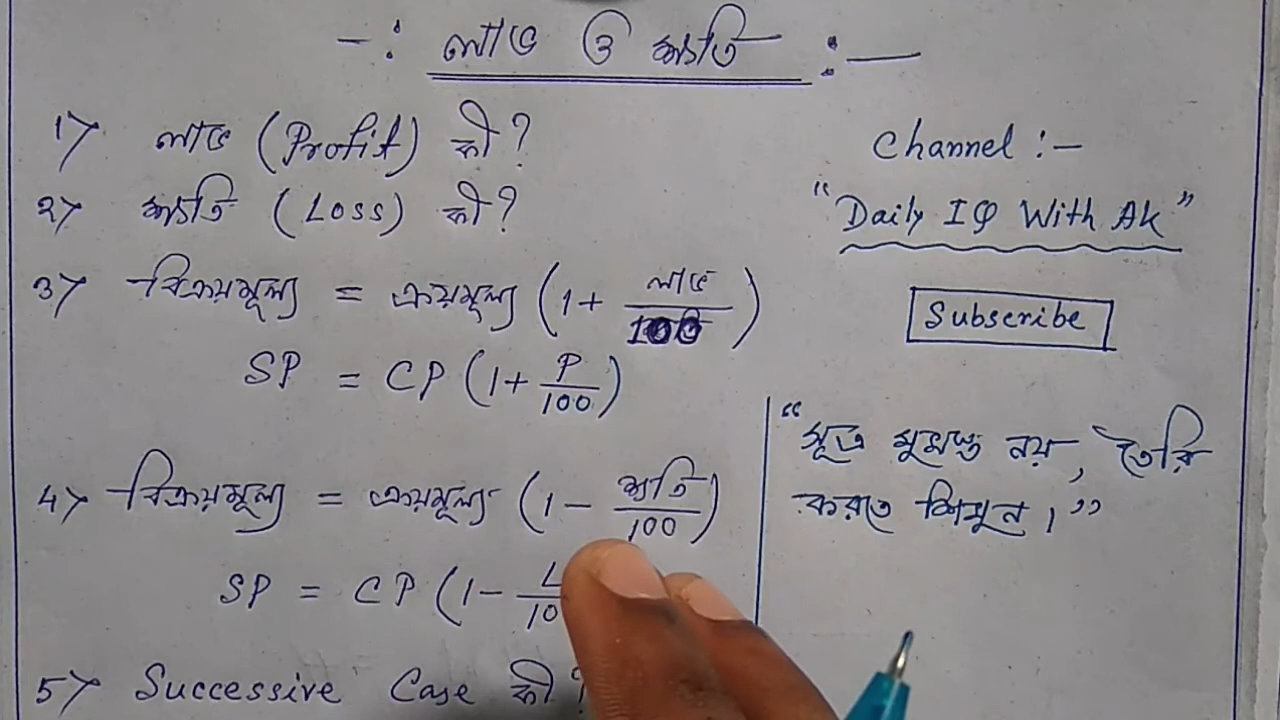 -: লাভ ও ক্ষতি :-
1> লাভ (Profit) কী?
2> ক্ষতি (Loss) কী?
3> বিক্রয়মূল্য = ক্রয়মূল্য (1 + লাভ/100)
SP = CP (1 + P/100)
4> বিক্রয়মূল্য = ক্রয়মূল্য (1 - ক্ষতি/100)
SP = CP (1 - L/10
5> Successive Case কী?
Channel :-
"Daily IQ With Ak"
Subscribe
"সূত্র মুখস্ত নয়, তৈরি
করতে শিখুন।"